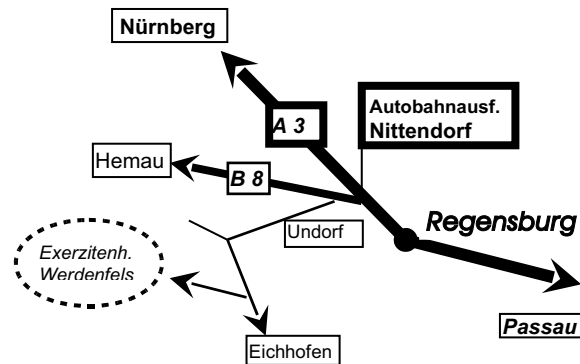 Nürnberg
Autobahnausf.
Nittendorf
A 3
Hemau
B 8
Regensburg
Undorf
Exerzitenh.
Werdenfels
Passau
Eichhofen